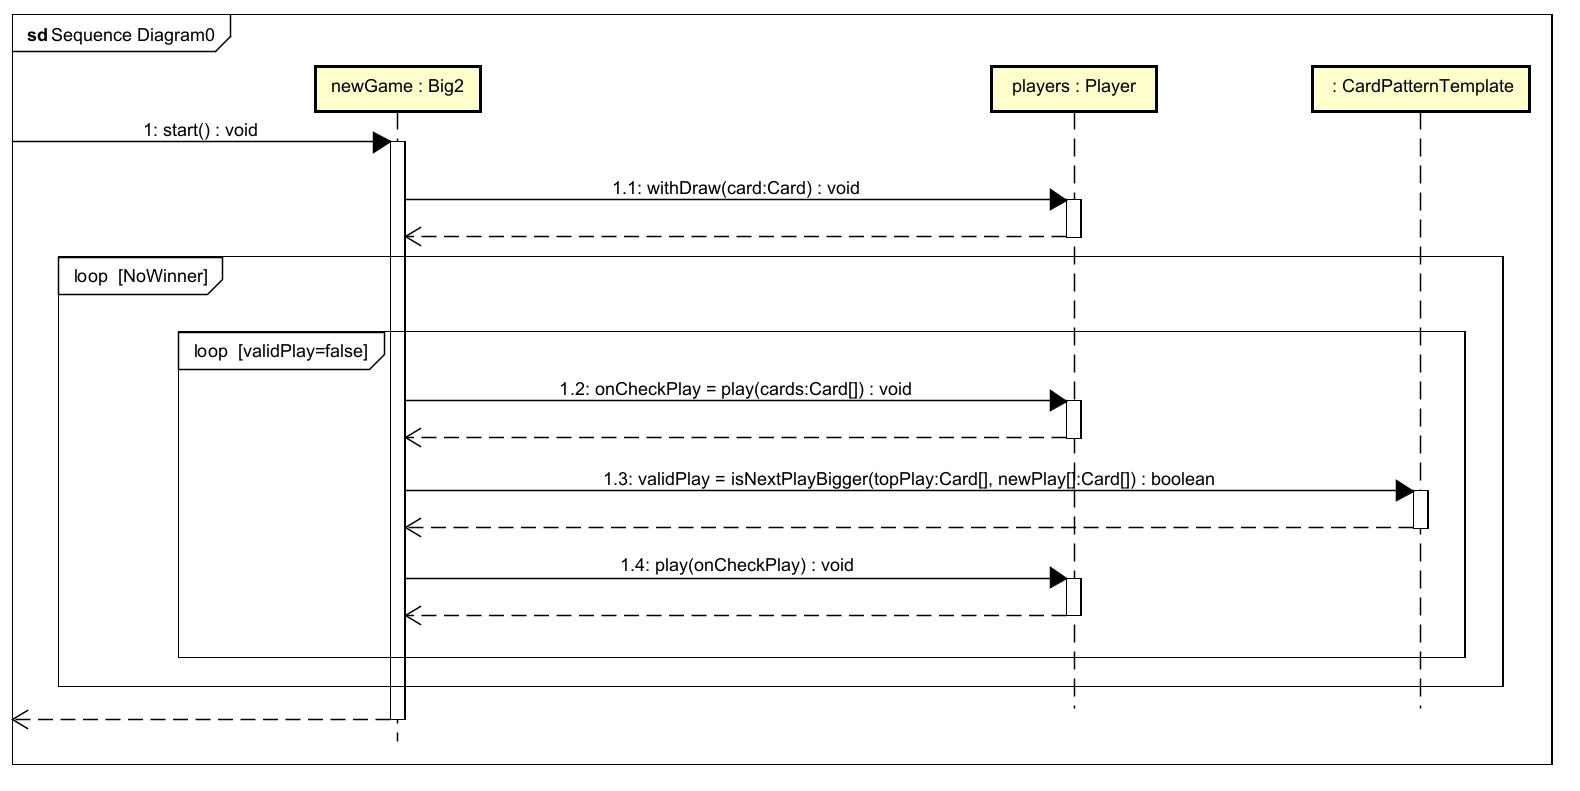 sd Sequence Diagram0
newGame : Big2
players : Player
: CardPatternTemplate
1: start() : void
1.1: withDraw(card:Card) : void
loop [NoWinner]
loop [validPlay=false]
1.2: onCheckPlay = play(cards:Card[]) : void
1.3: validPlay = isNextPlayBigger(topPlay:Card[], newPlay[]:Card[]) : boolean
1.4: play(onCheckPlay) : void